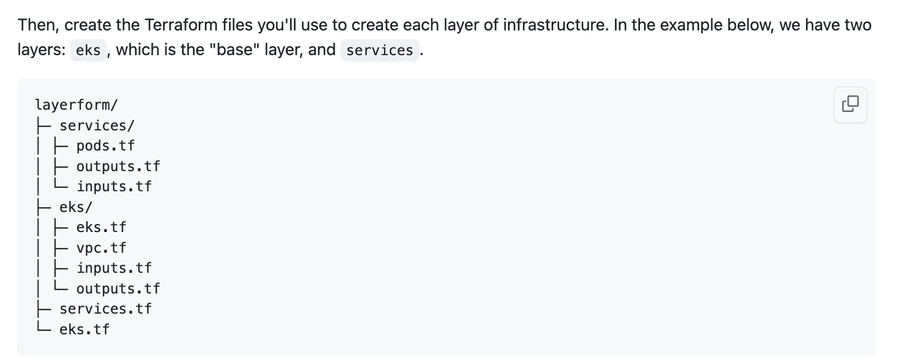 Then, create the Terraform files you'll use to create each layer of infrastructure. In the example below, we have two
layers: eks, which is the "base" layer, and services.
layerform/
├─ services/
│ ├─ pods.tf
│ ├─ outputs.tf
│ └─ inputs.tf
├─ eks/
│ ├─ eks.tf
│ ├─ vpc.tf
│ ├─ inputs.tf
│ └─ outputs.tf
├─ services.tf
└─ eks.tf